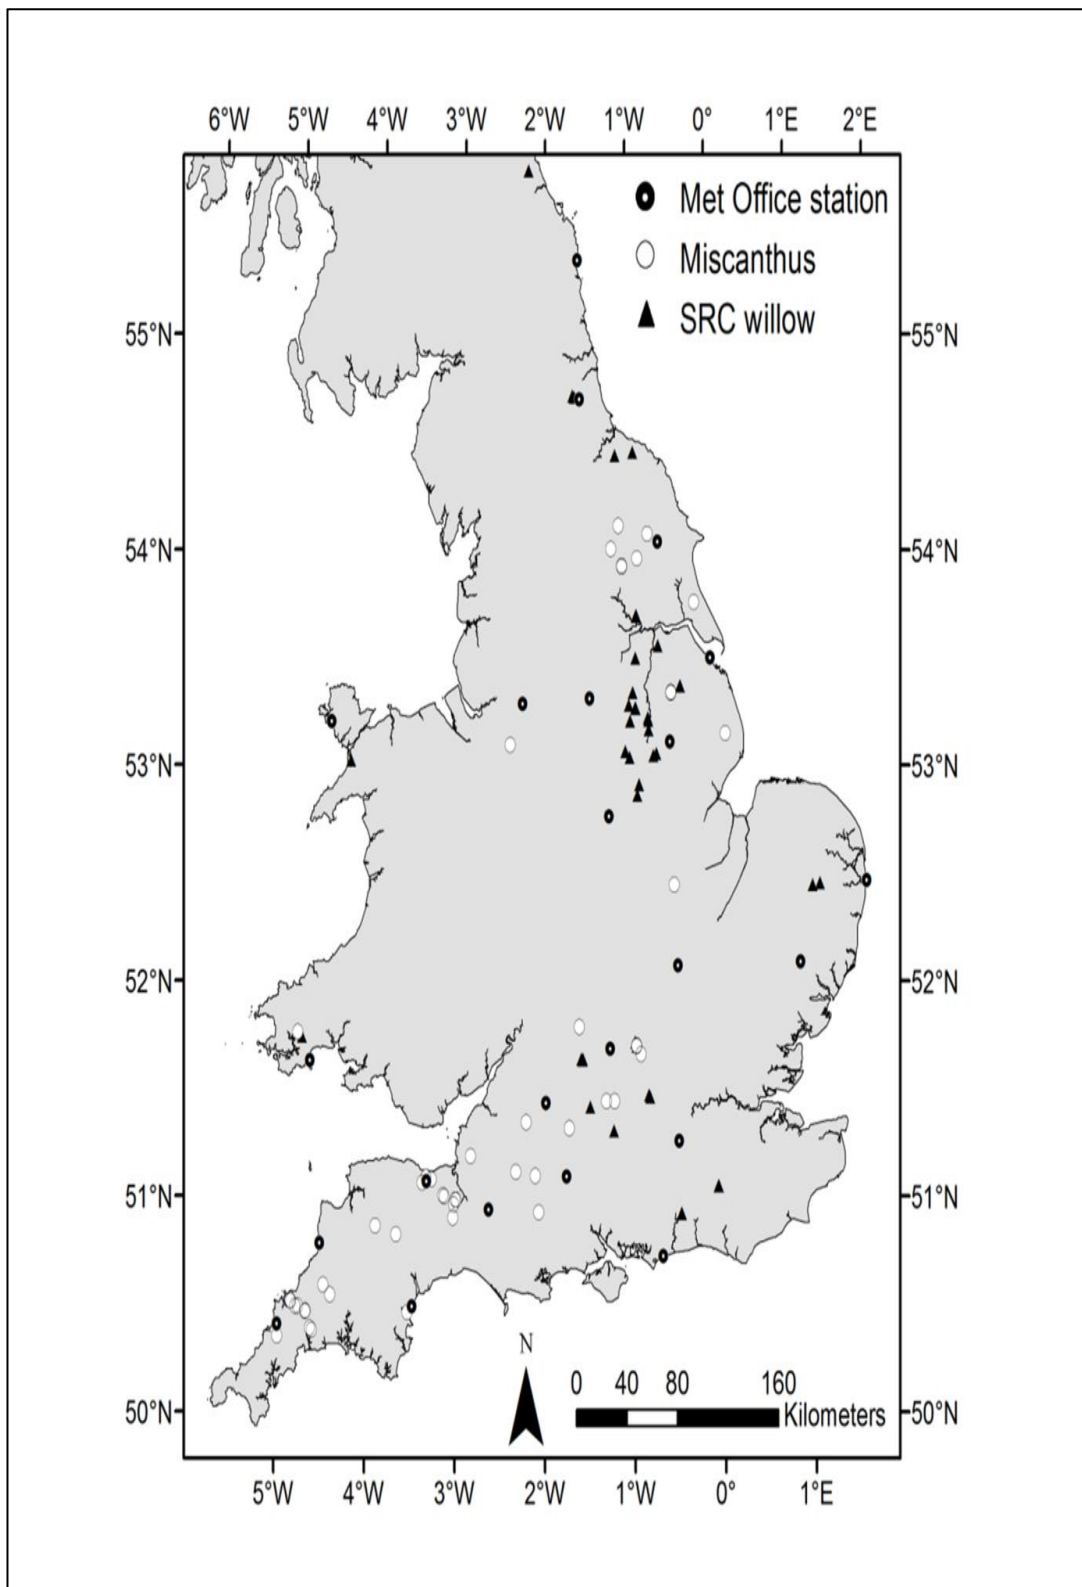 6°W 5°W 4°W 3°W 2°W 1°W 0° 1°E 2°E
Met Office station
Miscanthus
SRC willow
55°N 55°N
54°N 54°N
53°N 53°N
52°N 52°N
51°N 51°N
50°N 50°N
N
0 40 80 160
Kilometers
5°W 4°W 3°W 2°W 1°W 0° 1°E